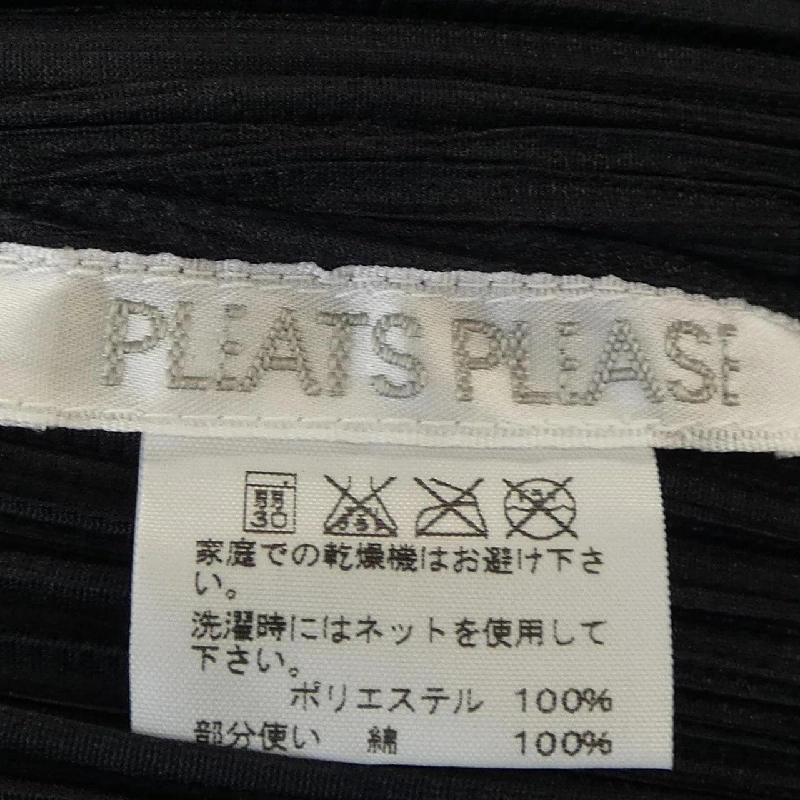 PLEATS PLEASE
弱 30
家庭での乾燥機はお避け下さ
い。
洗濯時にはネットを使用して
下さい。
ポリエステル 100%
部分使い 綿 100%